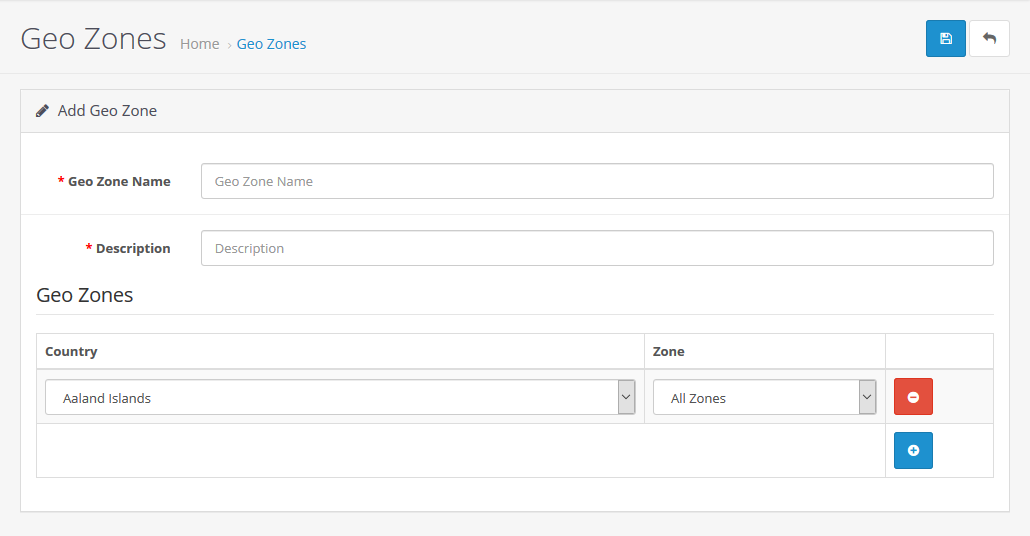 Geo Zones Home › Geo Zones
Add Geo Zone
* Geo Zone Name Geo Zone Name
* Description Description
Geo Zones
Country Zone
Aaland Islands All Zones